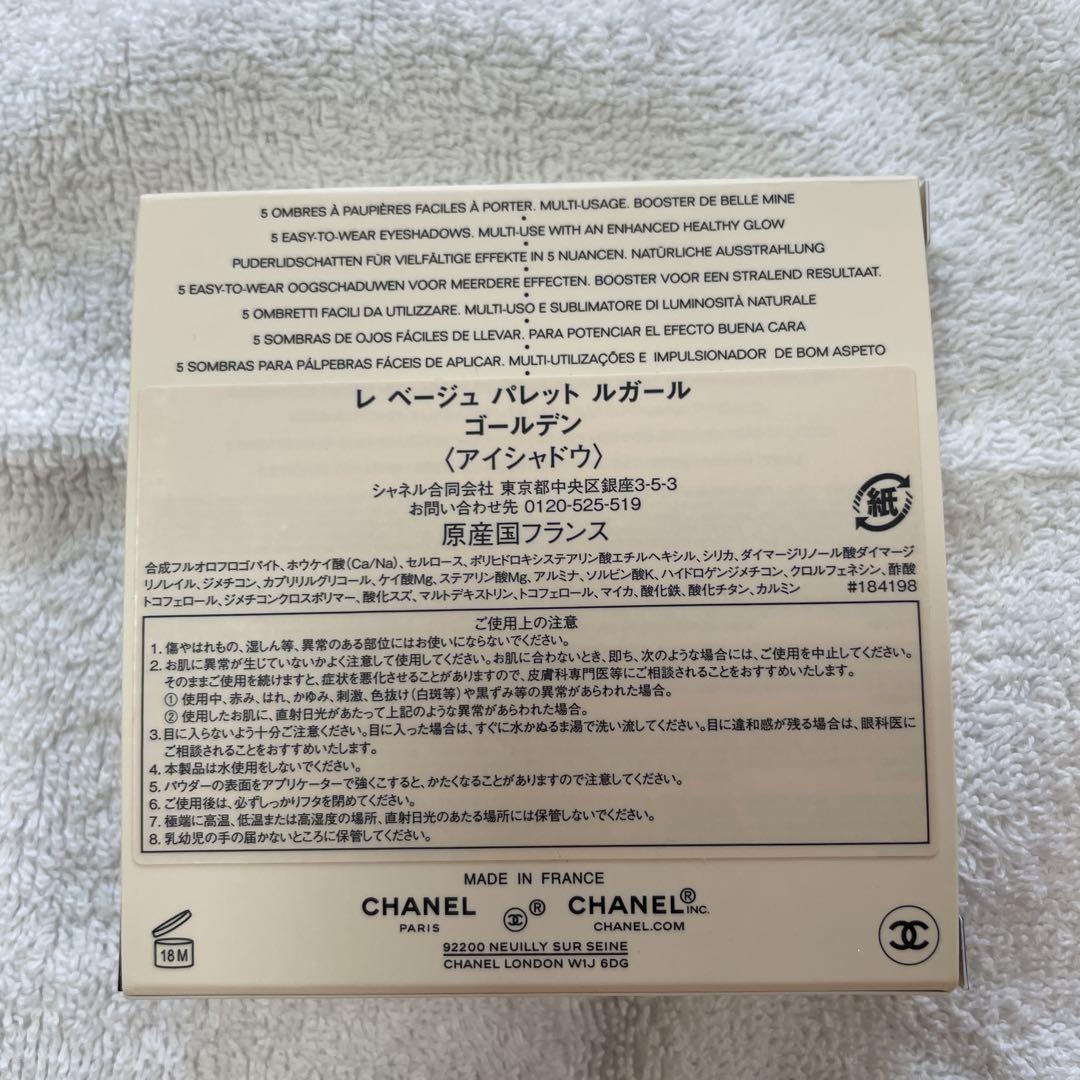 5 OMBRES À PAUPIÈRES FACILES À PORTER. MULTI-USAGE. BOOSTER DE BELLE MINE
5 EASY-TO-WEAR EYESHADOWS. MULTI-USE WITH AN ENHANCED HEALTHY GLOW
PUDERLIDSCHATTEN FÜR VIELFÄLTIGE EFFEKTE IN 5 NUANCEN. NATÜRLICHE AUSSTRAHLUNG
5 EASY-TO-WEAR OOGSCHADUWEN VOOR MEERDERE EFFECTEN. BOOSTER VOOR EEN STRALEND RESULTAAT.
5 OMBRETTI FACILI DA UTILIZZARE. MULTI-USO E SUBLIMATORE DI LUMINOSITÀ NATURALE
5 SOMBRAS DE OJOS FÁCILES DE LLEVAR. PARA POTENCIAR EL EFECTO BUENA CARA
5 SOMBRAS PARA PÁLPEBRAS FÁCEIS DE APLICAR. MULTI-UTILIZAÇÕES E IMPULSIONADOR DE BOM ASPETO
レ ベージュ パレット ルガール
ゴールデン
〈アイシャドウ〉
シャネル合同会社 東京都中央区銀座3-5-3
お問い合わせ先 0120-525-519
原産国フランス
紙
合成フルオロフロゴパイト、ホウケイ酸(Ca/Na)、セルロース、ポリヒドロキシステアリン酸エチルヘキシル、シリカ、ダイマージリノール酸ダイマージ
リノレイル、ジメチコン、カプリリルグリコール、ケイ酸Mg、ステアリン酸Mg、アルミナ、ソルビン酸K、ハイドロゲンジメチコン、クロルフェネシン、酢酸
トコフェロール、ジメチコンクロスポリマー、酸化スズ、マルトデキストリン、トコフェロール、マイカ、酸化鉄、酸化チタン、カルミン #184198
ご使用上の注意
1. 傷やはれもの、湿しん等、異常のある部位にはお使いにならないでください。
2. お肌に異常が生じていないかよく注意して使用してください。お肌に合わないとき、即ち、次のような場合には、ご使用を中止してください。
そのままご使用を続けますと、症状を悪化させることがありますので、皮膚科専門医等にご相談されることをおすすめいたします。
① 使用中、赤み、はれ、かゆみ、刺激、色抜け(白斑等)や黒ずみ等の異常があらわれた場合。
② 使用したお肌に、直射日光があたって上記のような異常があらわれた場合。
3. 目に入らないよう十分ご注意ください。目に入った場合は、すぐに水かぬるま湯で洗い流してください。目に違和感が残る場合は、眼科医に
ご相談されることをおすすめいたします。
4. 本製品は水使用をしないでください。
5. パウダーの表面をアプリケーターで強くこすると、かたくなることがありますので注意してください。
6. ご使用後は、必ずしっかりフタを閉めてください。
7. 極端に高温、低温または高湿度の場所、直射日光のあたる場所には保管しないでください。
8. 乳幼児の手の届かないところに保管してください。
MADE IN FRANCE
CHANEL ® CHANEL® INC.
PARIS CHANEL.COM
92200 NEUILLY SUR SEINE
CHANEL LONDON W1J 6DG
18 M